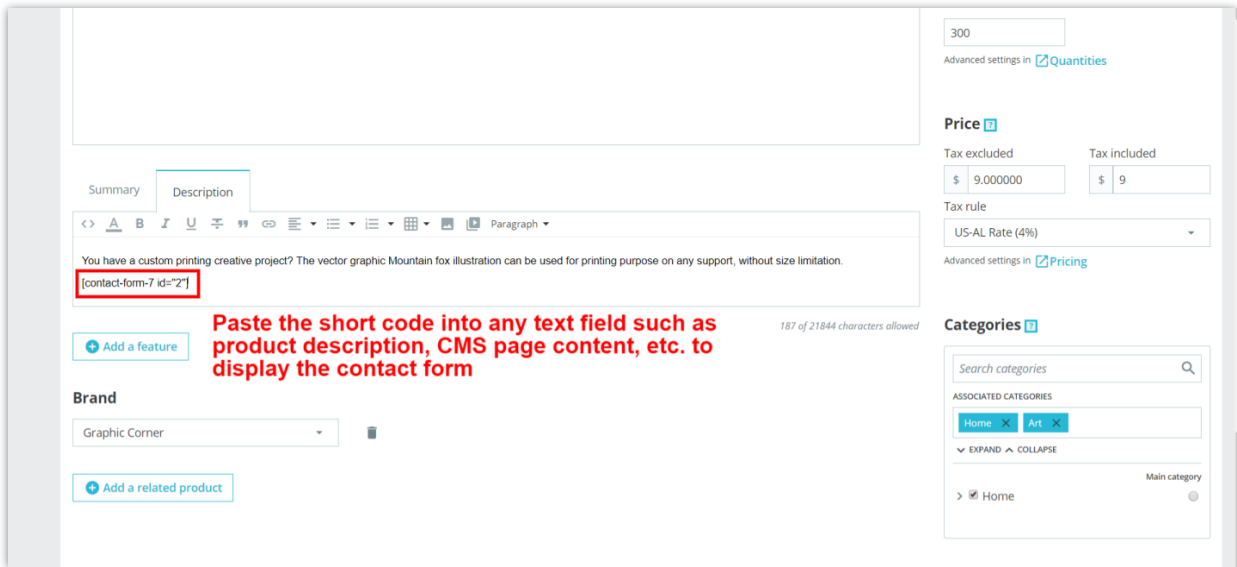 300
Advanced settings in Quantities
Price ?
Tax excluded
Tax included
$ 9.000000
$ 9
Tax rule
US-AL Rate (4%)
Advanced settings in Pricing
Summary
Description
Paragraph
You have a custom printing creative project? The vector graphic Mountain fox illustration can be used for printing purpose on any support, without size limitation.
[contact-form-7 id="2"]
187 of 21844 characters allowed
Paste the short code into any text field such as
product description, CMS page content, etc. to
display the contact form
Add a feature
Brand
Graphic Corner
Add a related product
Categories ?
Search categories
ASSOCIATED CATEGORIES
Home
Art
EXPAND
COLLAPSE
Main category
Home